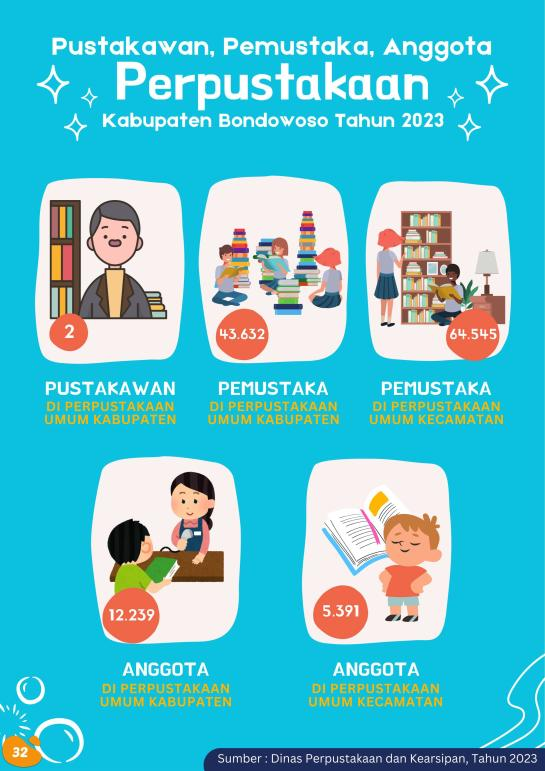 Pustakawan, Pemustaka, Anggota
Perpustakaan
Kabupaten Bondowoso Tahun 2023
2
43.632
64.545
PUSTAKAWAN
DI PERPUSTAKAAN
UMUM KABUPATEN
PEMUSTAKA
DI PERPUSTAKAAN
UMUM KABUPATEN
PEMUSTAKA
DI PERPUSTAKAAN
UMUM KECAMATAN
12.239
5.391
ANGGOTA
DI PERPUSTAKAAN
UMUM KABUPATEN
ANGGOTA
DI PERPUSTAKAAN
UMUM KECAMATAN
32
Sumber : Dinas Perpustakaan dan Kearsipan, Tahun 2023